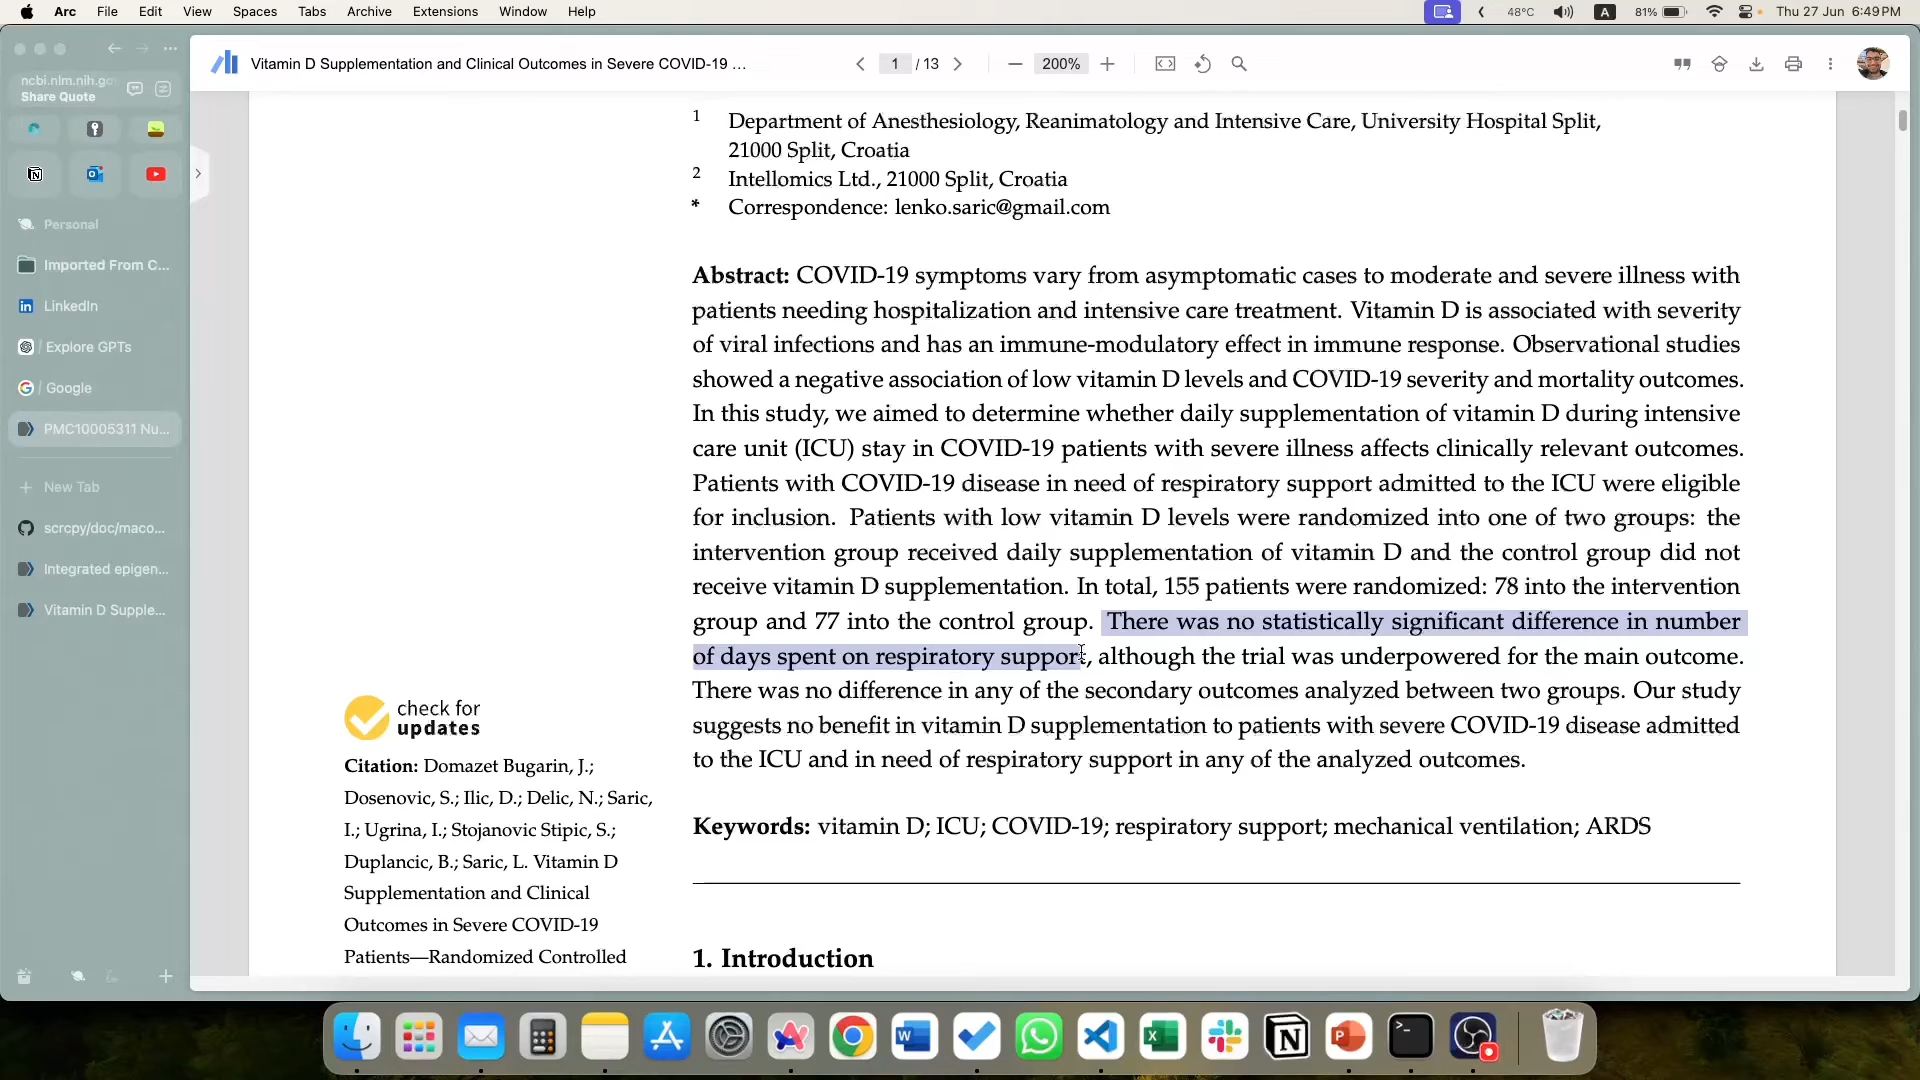 Arc File Edit View Spaces Tabs Archive Extensions Window Help
48°C A 81% Thu 27 Jun 6:49 PM
ncbi.nlm.nih.gc
Share Quote
Personal
Imported From C...
LinkedIn
/ Explore GPTs
/ Google
PMC10005311 Nu...
+ New Tab
scrcpy/doc/maco...
Integrated epigen...
Vitamin D Supple...
Vitamin D Supplementation and Clinical Outcomes in Severe COVID-19 ...
1 / 13
200%
1 Department of Anesthesiology, Reanimatology and Intensive Care, University Hospital Split,
21000 Split, Croatia
2 Intellomics Ltd., 21000 Split, Croatia
* Correspondence: lenko.saric@gmail.com
Abstract: COVID-19 symptoms vary from asymptomatic cases to moderate and severe illness with
patients needing hospitalization and intensive care treatment. Vitamin D is associated with severity
of viral infections and has an immune-modulatory effect in immune response. Observational studies
showed a negative association of low vitamin D levels and COVID-19 severity and mortality outcomes.
In this study, we aimed to determine whether daily supplementation of vitamin D during intensive
care unit (ICU) stay in COVID-19 patients with severe illness affects clinically relevant outcomes.
Patients with COVID-19 disease in need of respiratory support admitted to the ICU were eligible
for inclusion. Patients with low vitamin D levels were randomized into one of two groups: the
intervention group received daily supplementation of vitamin D and the control group did not
receive vitamin D supplementation. In total, 155 patients were randomized: 78 into the intervention
group and 77 into the control group. There was no statistically significant difference in number
of days spent on respiratory support, although the trial was underpowered for the main outcome.
There was no difference in any of the secondary outcomes analyzed between two groups. Our study
suggests no benefit in vitamin D supplementation to patients with severe COVID-19 disease admitted
to the ICU and in need of respiratory support in any of the analyzed outcomes.
Keywords: vitamin D; ICU; COVID-19; respiratory support; mechanical ventilation; ARDS
1. Introduction
check for
updates
Citation: Domazet Bugarin, J.;
Dosenovic, S.; Ilic, D.; Delic, N.; Saric,
I.; Ugrina, I.; Stojanovic Stipic, S.;
Duplancic, B.; Saric, L. Vitamin D
Supplementation and Clinical
Outcomes in Severe COVID-19
Patients—Randomized Controlled